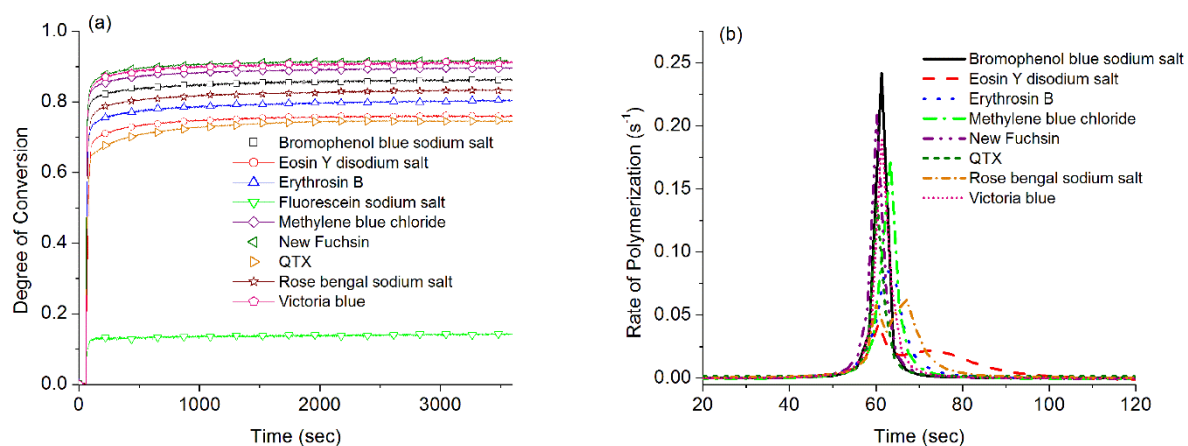 (a)
1.0
0.8
0.6
0.4
0.2
0.0
Degree of Conversion
Bromophenol blue sodium salt
Eosin Y disodium salt
Erythrosin B
Fluorescein sodium salt
Methylene blue chloride
New Fuchsin
QTX
Rose bengal sodium salt
Victoria blue
0 1000 2000 3000
Time (sec)
(b)
0.25
0.20
0.15
0.10
0.05
0.00
Rate of Polymerization (s-1)
Bromophenol blue sodium salt
Eosin Y disodium salt
Erythrosin B
Methylene blue chloride
New Fuchsin
QTX
Rose bengal sodium salt
Victoria blue
20 40 60 80 100 120
Time (sec)